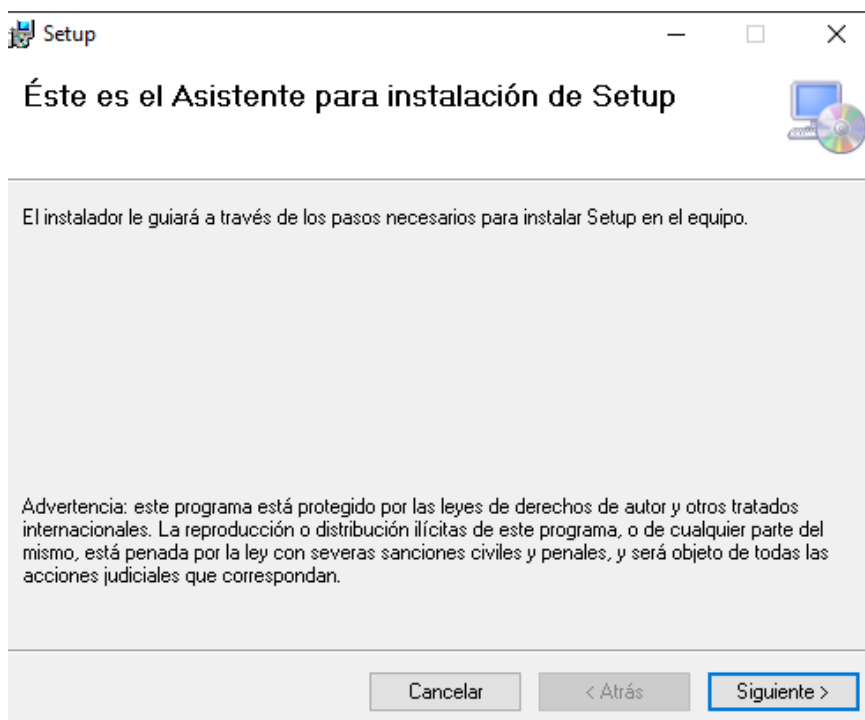 Setup
Éste es el Asistente para instalación de Setup
El instalador le guiará a través de los pasos necesarios para instalar Setup en el equipo.
Advertencia: este programa está protegido por las leyes de derechos de autor y otros tratados
internacionales. La reproducción o distribución ilícitas de este programa, o de cualquier parte del
mismo, está penada por la ley con severas sanciones civiles y penales, y será objeto de todas las
acciones judiciales que correspondan.
Cancelar < Atrás Siguiente >